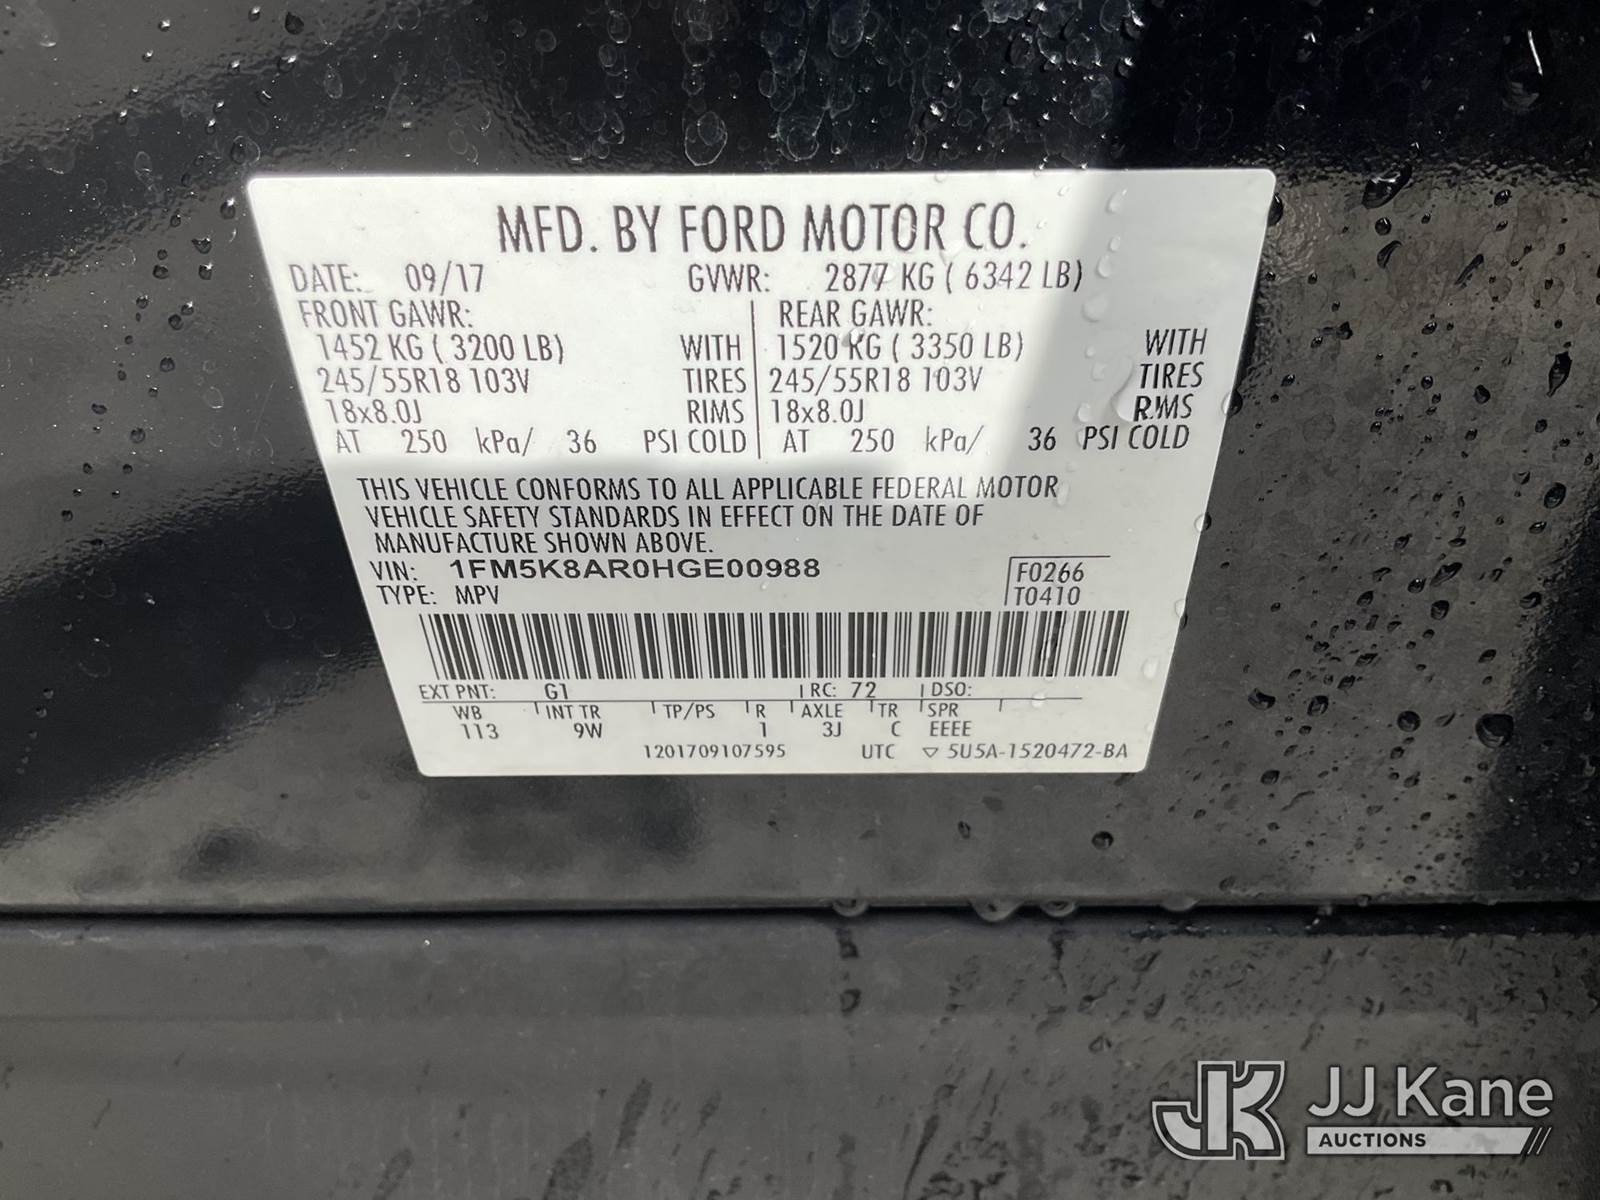 MFD. BY FORD MOTOR CO.
DATE: 09/17 GVWR: 2877 KG ( 6342 LB)
FRONT GAWR: REAR GAWR:
1452 KG ( 3200 LB) WITH 1520 KG ( 3350 LB) WITH
245/55R18 103V TIRES 245/55R18 103V TIRES
18x8.0J RIMS 18x8.0J RIMS
AT 250 kPa/ 36 PSI COLD AT 250 kPa/ 36 PSI COLD
THIS VEHICLE CONFORMS TO ALL APPLICABLE FEDERAL MOTOR
VEHICLE SAFETY STANDARDS IN EFFECT ON THE DATE OF
MANUFACTURE SHOWN ABOVE.
VIN: 1FM5K8AR0HGE00988 F0266
TYPE: MPV T0410
EXT PNT: G1 RC: 72 DSO:
WB INT TR TP/PS R AXLE TR SPR
113 9W 1 3J C EEEE
1201709107595 UTC ▽ 5U5A-1520472-BA
JK JJ Kane
AUCTIONS